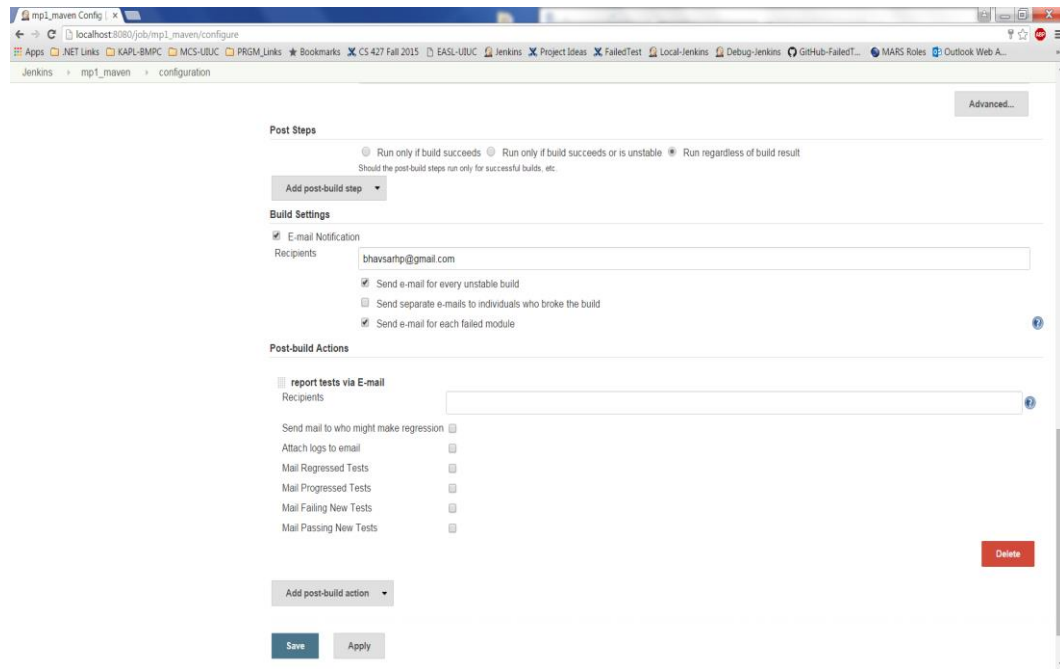 mp1_maven Config [
localhost:8080/job/mp1_maven/configure
Apps .NET Links KAPL-BMPC MCS-UIUC PRGM_Links Bookmarks CS 427 Fall 2015 EASL-UIUC Jenkins Project Ideas FailedTest Local-Jenkins Debug-Jenkins GitHub-FailedT... MARS Roles Outlook Web A...
Jenkins mp1_maven configuration
Advanced...
Post Steps
Run only if build succeeds Run only if build succeeds or is unstable Run regardless of build result
Should the post-build steps run only for successful builds, etc.
Add post-build step
Build Settings
E-mail Notification
Recipients bhavsarhp@gmail.com
Send e-mail for every unstable build
Send separate e-mails to individuals who broke the build
Send e-mail for each failed module
Post-build Actions
report tests via E-mail
Recipients
Send mail to who might make regression
Attach logs to email
Mail Regressed Tests
Mail Progressed Tests
Mail Failing New Tests
Mail Passing New Tests
Delete
Add post-build action
Save Apply